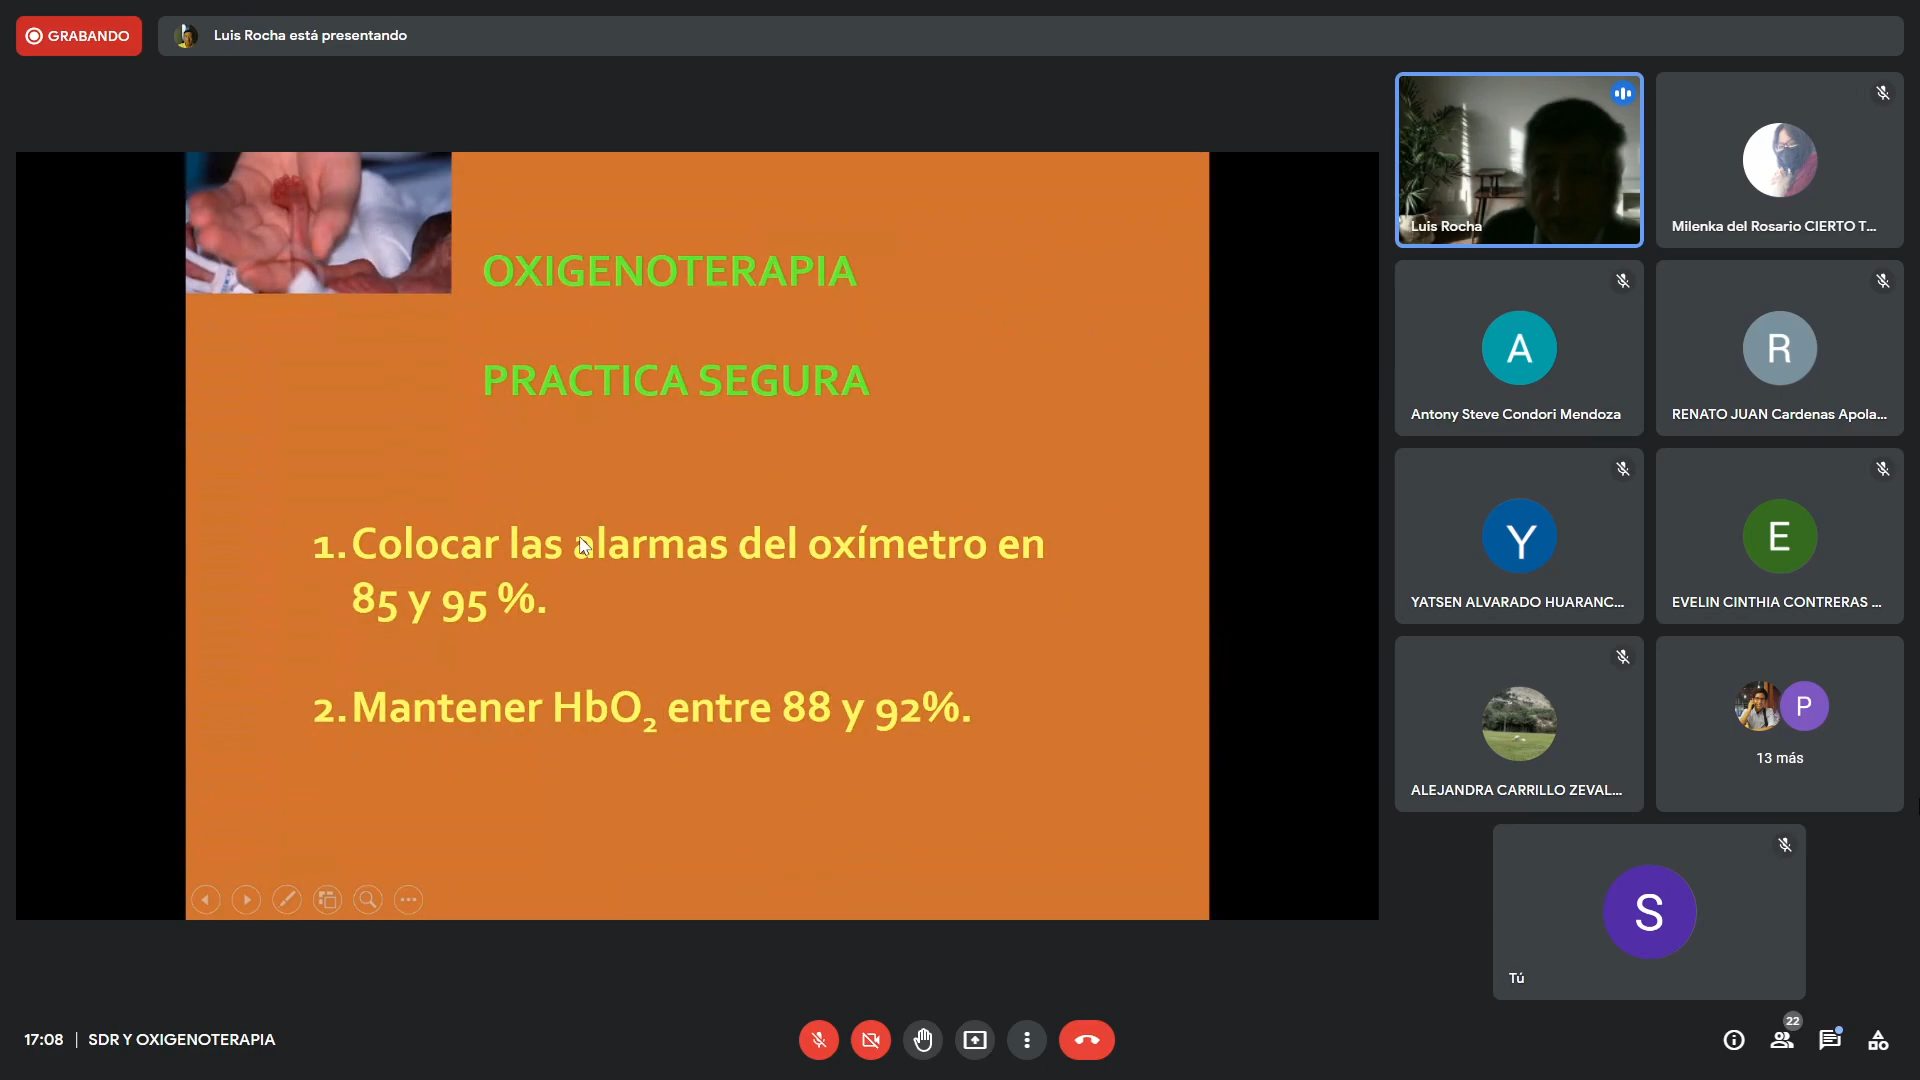 GRABANDO
Luis Rocha está presentando
OXIGENOTERAPIA
PRACTICA SEGURA
1. Colocar las alarmas del oxímetro en
85 y 95 %.
2. Mantener HbO₂ entre 88 y 92%.
Luis Rocha
Milenka del Rosario CIERTO T...
A
Antony Steve Condori Mendoza
R
RENATO JUAN Cardenas Apola...
Y
YATSEN ALVARADO HUARANC...
E
EVELIN CINTHIA CONTRERAS ...
ALEJANDRA CARRILLO ZEVAL...
P
13 más
S
Tú
17:08 | SDR Y OXIGENOTERAPIA
22